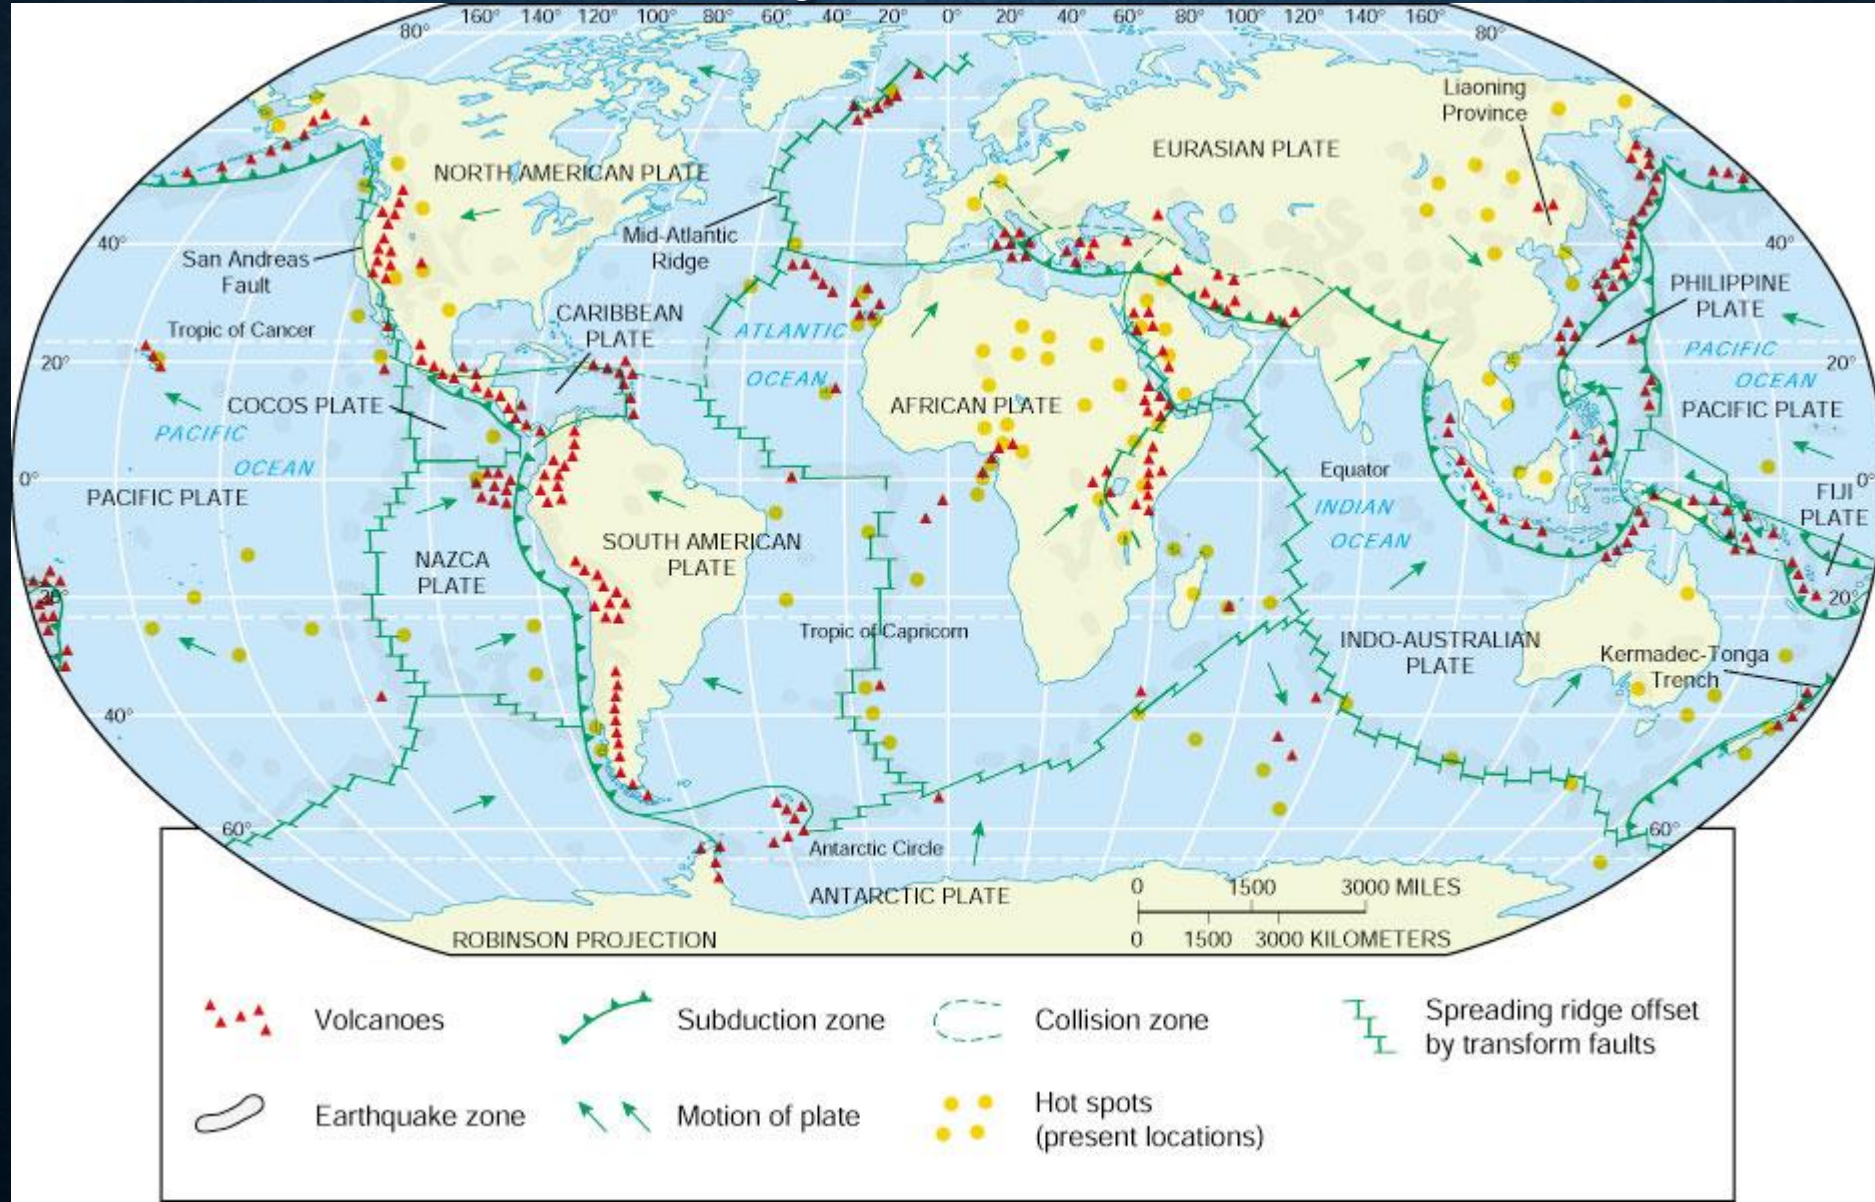 160° 140° 120° 100° 80° 60° 40° 20° 0° 20° 40° 60° 80° 100° 120° 140° 160°
80° 80°
Liaoning
Province
EURASIAN PLATE
NORTH AMERICAN PLATE
40° 40°
Mid-Atlantic
Ridge
San Andreas
Fault
PHILIPPINE
PLATE
CARIBBEAN
PLATE
Tropic of Cancer
ATLANTIC
OCEAN
PACIFIC
OCEAN
20° 20°
COCOS PLATE
AFRICAN PLATE
PACIFIC PLATE
PACIFIC
OCEAN
Equator
0° 0°
PACIFIC PLATE
INDIAN
OCEAN
FIJI
PLATE
SOUTH AMERICAN
PLATE
NAZCA
PLATE
20° 20°
Tropic of Capricorn
INDO-AUSTRALIAN
PLATE
Kermadec-Tonga
Trench
40° 40°
60° 60°
Antarctic Circle
ANTARCTIC PLATE
0 1500 3000 MILES
0 1500 3000 KILOMETERS
ROBINSON PROJECTION
Volcanoes
Subduction zone
Collision zone
Spreading ridge offset
by transform faults
Earthquake zone
Motion of plate
Hot spots
(present locations)